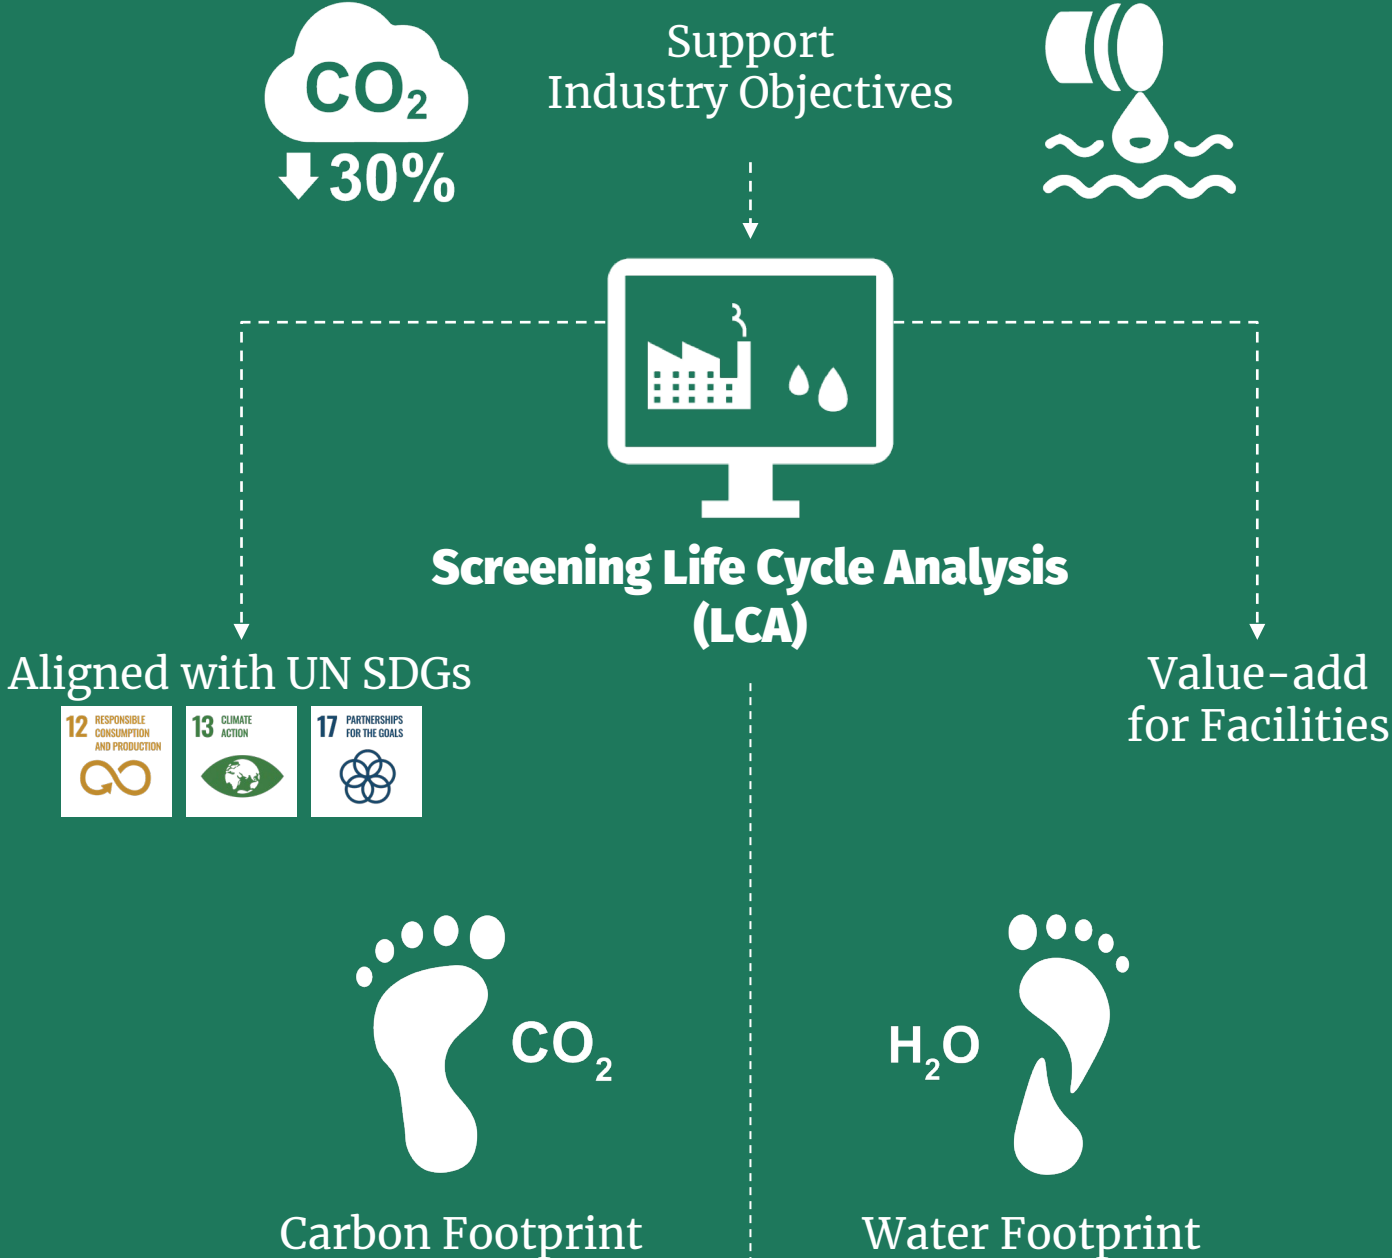 CO₂
30%
Support
Industry Objectives
Screening Life Cycle Analysis
(LCA)
Aligned with UN SDGs
12 RESPONSIBLE
CONSUMPTION
AND PRODUCTION
13 CLIMATE
ACTION
17 PARTNERSHIPS
FOR THE GOALS
Value-add
for Facilities
CO₂
H₂O
Carbon Footprint
Water Footprint